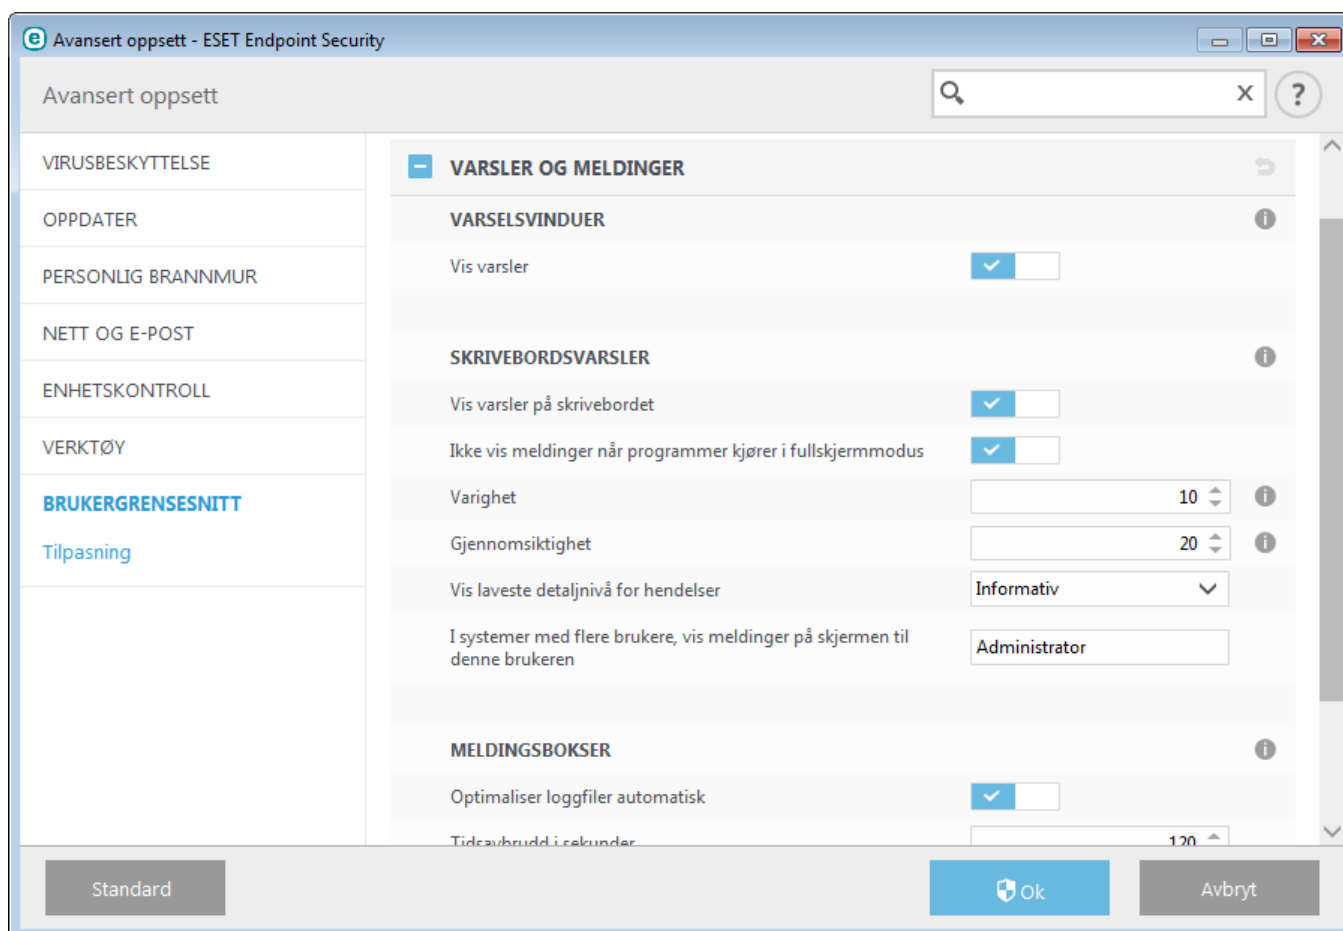 Avansert oppsett - ESET Endpoint Security
Avansert oppsett
VIRUSBESKYTTELSE
OPPDATER
PERSONLIG BRANNMUR
NETT OG E-POST
ENHETSKONTROLL
VERKTØY
BRUKERGRENSESNITT
Tilpasning
VARSLER OG MELDINGER
VARSELSVINDUER
Vis varsler
SKRIVEBORDSVARSLER
Vis varsler på skrivebordet
Ikke vis meldinger når programmer kjører i fullskjermmodus
Varighet 10
Gjennomsiktighet 20
Vis laveste detaljnivå for hendelser Informativ
I systemer med flere brukere, vis meldinger på skjermen til
denne brukeren Administrator
MELDINGSBOKSER
Optimaliser loggfiler automatisk
Tidsavbrudd i sekunder 120
Standard Ok Avbryt